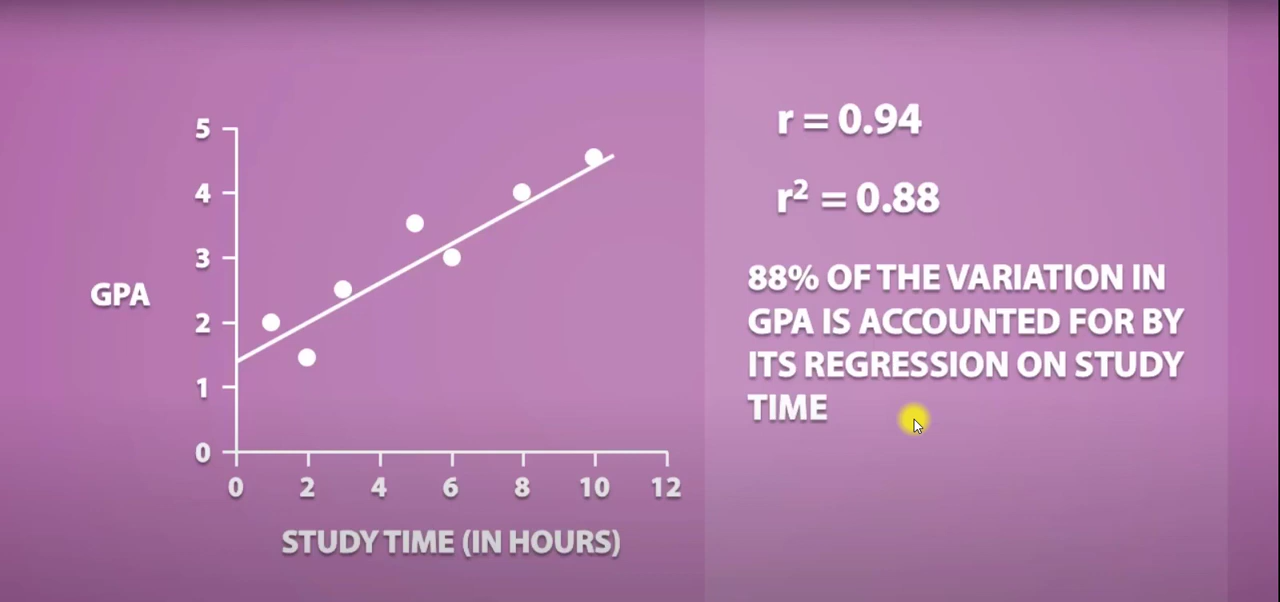 5
4
3
2
1
0
GPA
0 2 4 6 8 10 12
STUDY TIME (IN HOURS)
r = 0.94
r² = 0.88
88% OF THE VARIATION IN
GPA IS ACCOUNTED FOR BY
ITS REGRESSION ON STUDY
TIME